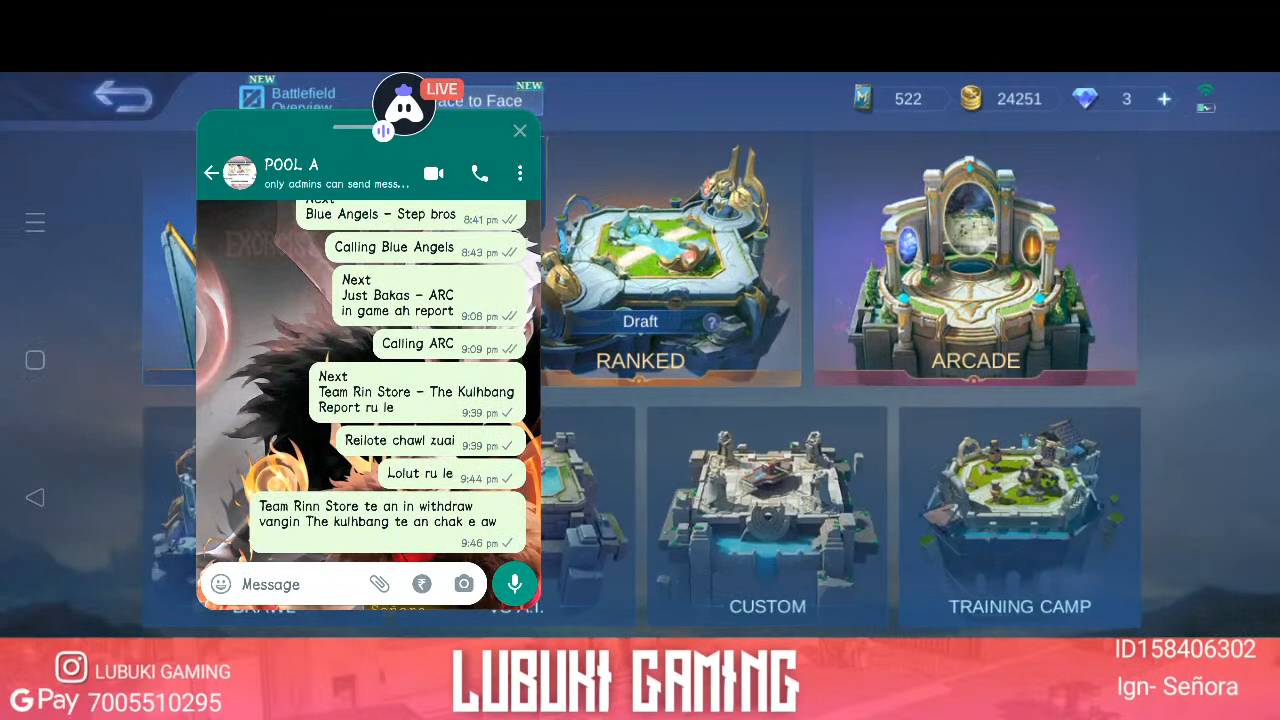 NEW
Battlefield
Overview
NEW
ace to Face
LIVE
522
24251
3
POOL A
only admins can send mess...
Next
Blue Angels - Step bros
8:41 pm
Calling Blue Angels
8:43 pm
Next
Just Bakas - ARC
in game ah report
9:08 pm
Calling ARC
9:09 pm
Next
Team Rin Store - The Kulhbang
Report ru le
9:39 pm
Reilote chawl zuai
9:39 pm
Lolut ru le
9:44 pm
Team Rinn Store te an in withdraw
vangin The kulhbang te an chak e aw
9:46 pm
Message
Draft
RANKED
ARCADE
Señora
CUSTOM
TRAINING CAMP
LUBUKI GAMING
G Pay 7005510295
LUBUKI GAMING
ID158406302
Ign- Señora